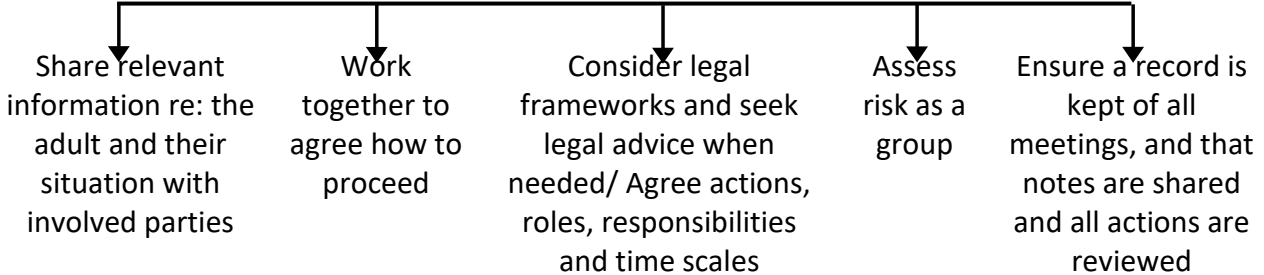 Share relevant
information re: the
adult and their
situation with
involved parties
Work
together to
agree how to
proceed
Consider legal
frameworks and seek
legal advice when
needed/ Agree actions,
roles, responsibilities
and time scales
Assess
risk as a
group
Ensure a record is
kept of all
meetings, and that
notes are shared
and all actions are
reviewed